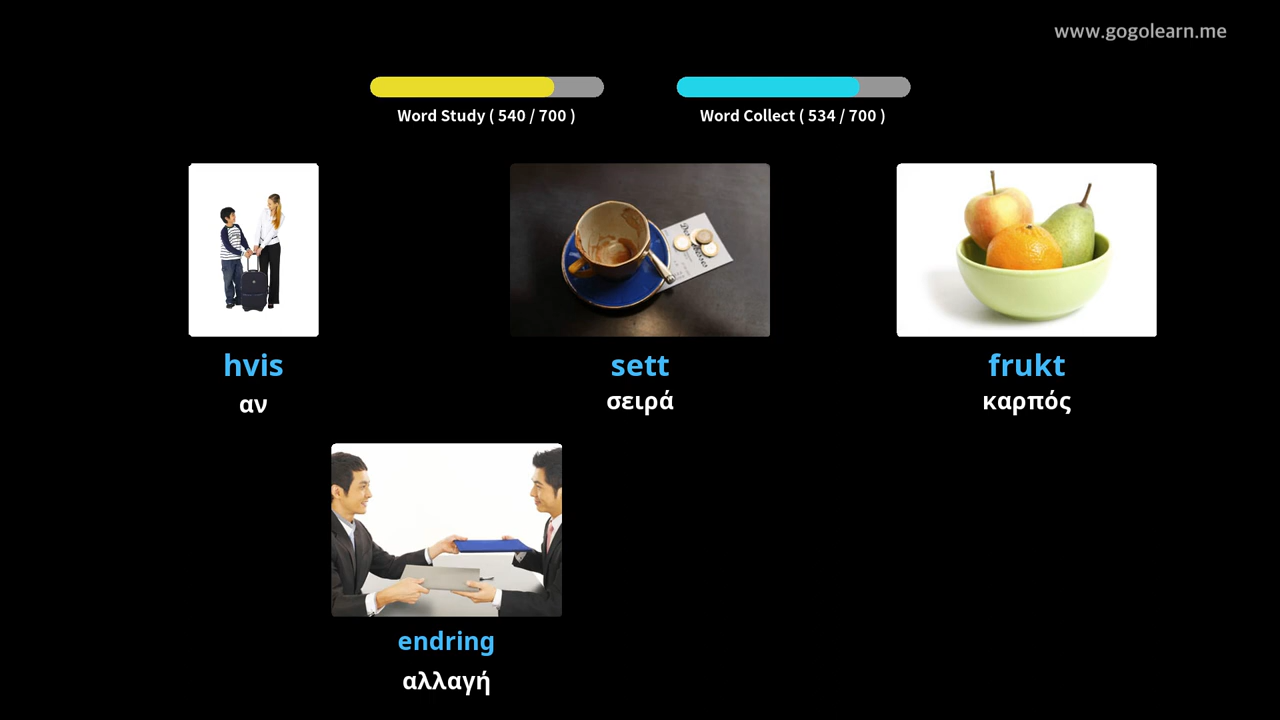 www.gogolearn.me
Word Study ( 540 / 700 )
Word Collect ( 534 / 700 )
hvis
αν
sett
σειρά
frukt
καρπός
endring
αλλαγή